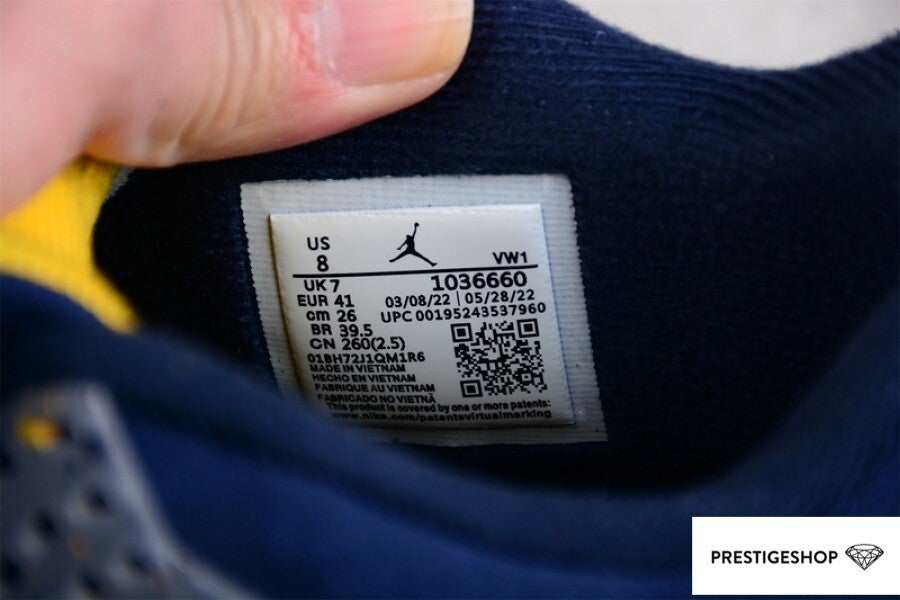 US
8
VW1
UK 7
1036660
EUR 41
03/08/22 | 05/28/22
cm 26
UPC 00195243537960
BR 39.5
CN 260(2.5)
01BH72J1QM1R6
MADE IN VIETNAM
HECHO EN VIETNAM
FABRIQUE AU VIETNAM
FABRICADO NO VIETNÃ
This product is covered by one or more patents:
www.nike.com/patentsvirtualmarking
PRESTIGESHOP